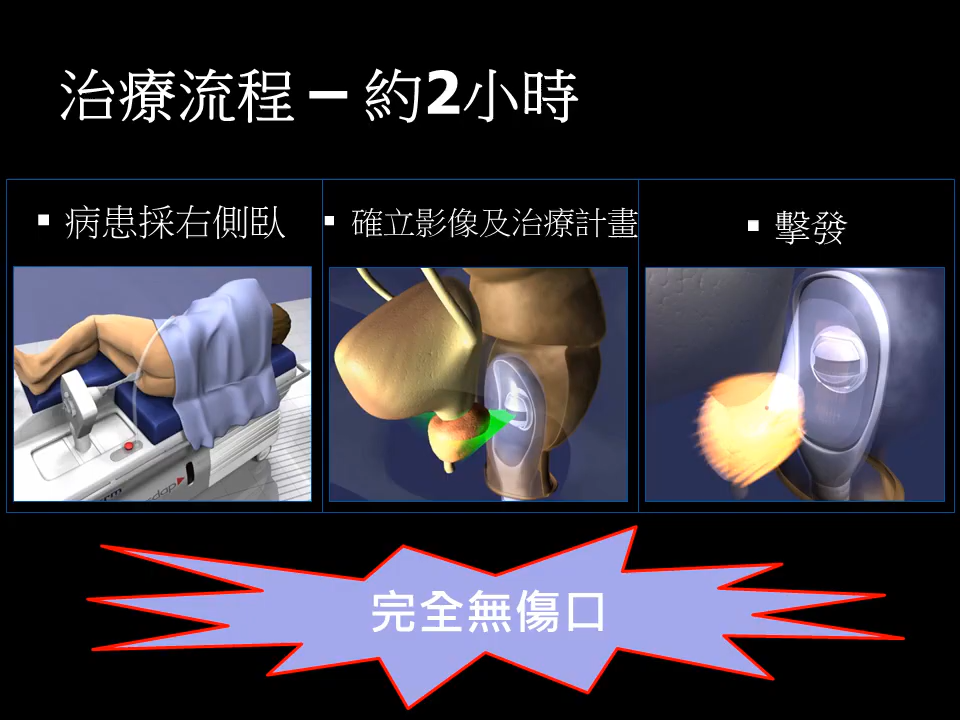 治療流程 – 約2小時
▪ 病患採右側臥
▪ 確立影像及治療計畫
▪ 擊發
完全無傷口